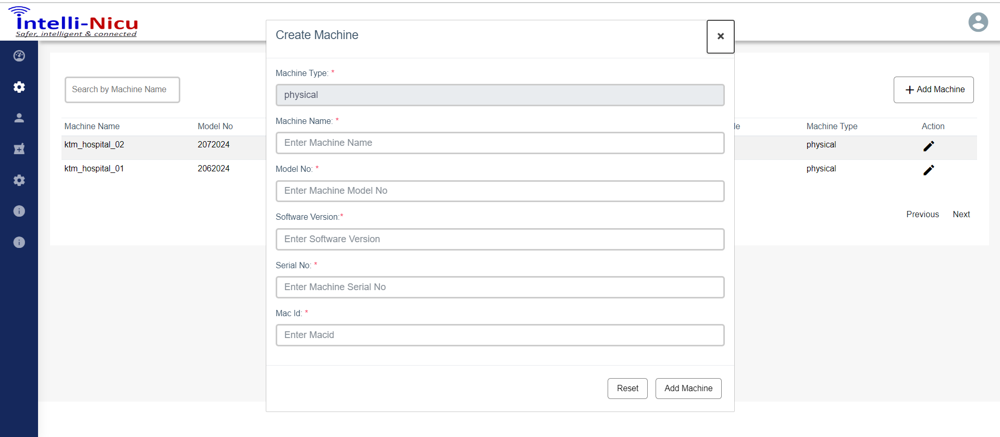 intelli-Nicu
Safer, intelligent & connected
Create Machine
×
Search by Machine Name
Add Machine
Machine Name Model No le Machine Type Action
ktm_hospital_02 2072024 physical
ktm_hospital_01 2062024 physical
Previous Next
Machine Type: *
physical
Machine Name: *
Enter Machine Name
Model No: *
Enter Machine Model No
Software Version:*
Enter Software Version
Serial No: *
Enter Machine Serial No
Mac Id: *
Enter Macid
Reset Add Machine